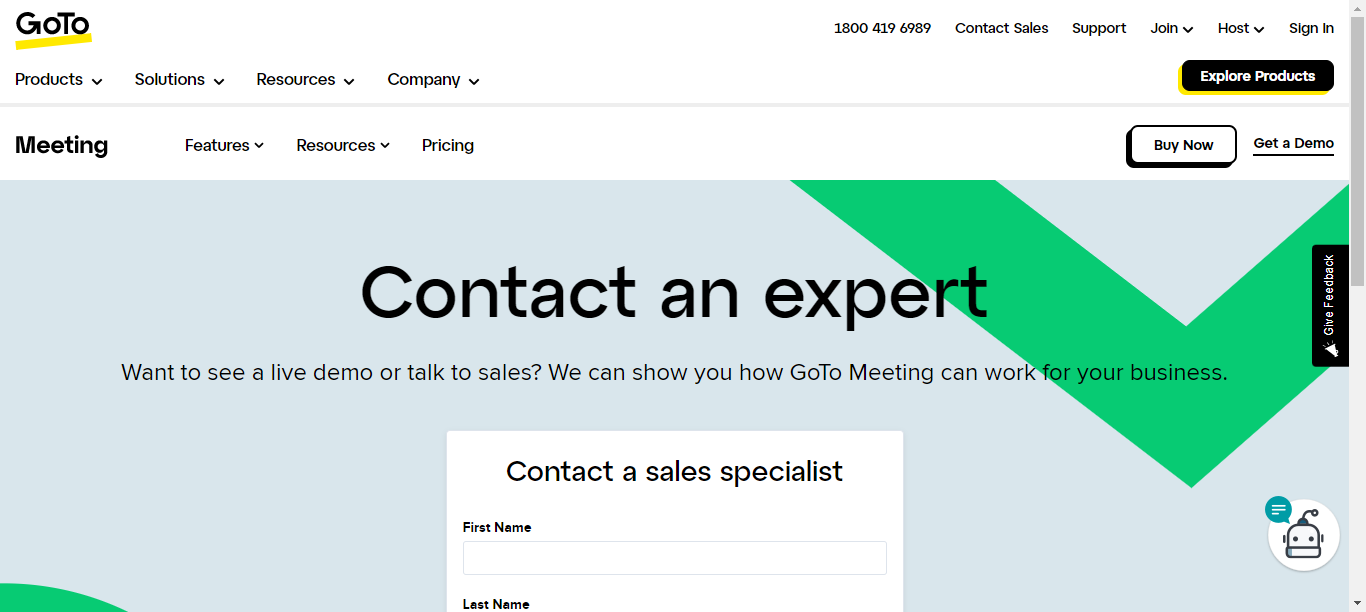 GoTo
1800 419 6989 Contact Sales Support Join Host Sign In
Products Solutions Resources Company Explore Products
Meeting Features Resources Pricing Buy Now Get a Demo
Contact an expert
Give Feedback
Want to see a live demo or talk to sales? We can show you how GoTo Meeting can work for your business.
Contact a sales specialist
First Name
Last Name